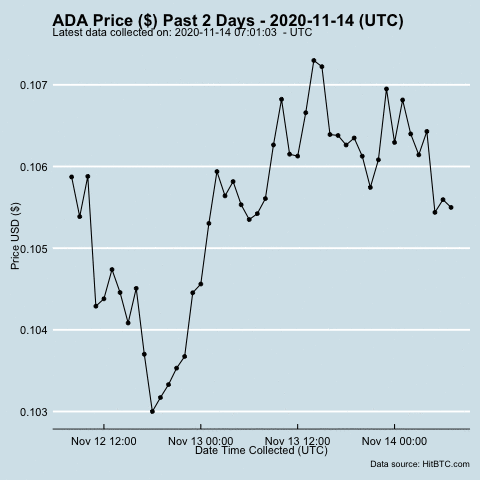 ADA Price ($) Past 2 Days - 2020-11-14 (UTC)
Latest data collected on: 2020-11-14 07:01:03 - UTC
Price USD ($)
0.107
0.106
0.105
0.104
0.103
Nov 12 12:00 Nov 13 00:00 Nov 13 12:00 Nov 14 00:00
Date Time Collected (UTC)
Data source: HitBTC.com